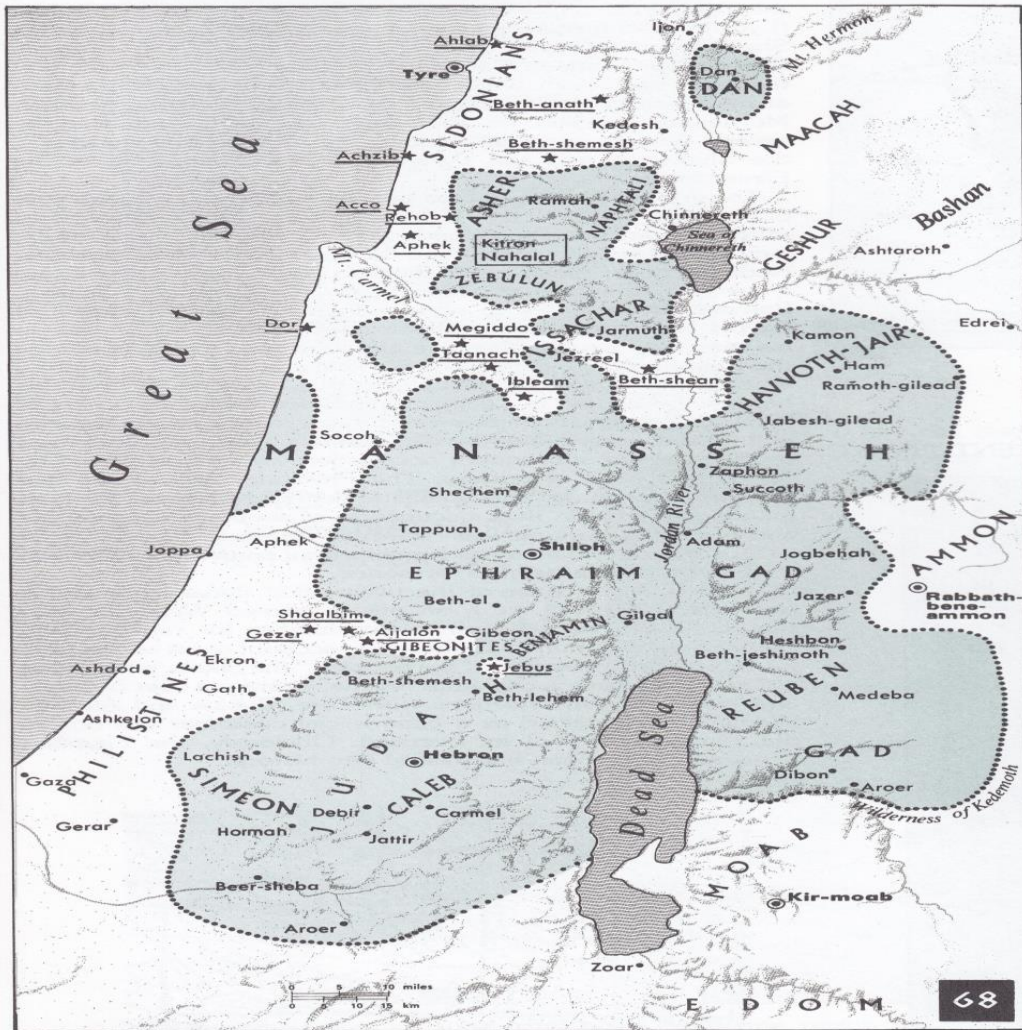 Ahlab
Ijon
Mt. Hermon
Tyre
SIDONIANS
Dan
DAN
Beth-anath
Kedesh
MAACAH
Achzib
Beth-shemesh
Great Sea
ASHER
Ramah
NAPHTALI
Acco
Rehob
Chinnereth
Bashan
Aphek
Kitron
Nahalal
Sea of
Chinnereth
GESHUR
Ashtaroth
Mt. Carmel
ZEBULUN
Dor
Megiddo
ISSACHAR
Jarmuth
Kamon
Edrei
Taanach
Jezreel
HAVVOTH-JAIR
Ham
Ibleam
Beth-shean
Ramoth-gilead
Jabesh-gilead
Socoh
MANASSEH
Zaphon
Shechem
Succoth
Jordan River
Tappuah
Aphek
Joppa
Shiloh
Adam
Jogbehah
AMMON
EPHRAIM
GAD
Jazer
Rabbath-
bene-
ammon
Beth-el
Gilgal
Shaalbim
Gezer
Aijalon
Gibeon
BENJAMIN
GIBEONITES
Heshbon
Ashdod
Ekron
Jebus
Beth-jeshimoth
Beth-shemesh
Gath
Beth-lehem
REUBEN
Medeba
Ashkelon
PHILISTINES
JUDAH
Dead Sea
Lachish
Hebron
GAD
Gaza
SIMEON
CALEB
Dibon
Aroer
Debir
Carmel
Wilderness of Kedemoth
Gerar
Hormah
Jattir
MOAB
Beer-sheba
Kir-moab
Aroer
Zoar
0 5 10 miles
0 5 10 15 km
EDOM
68